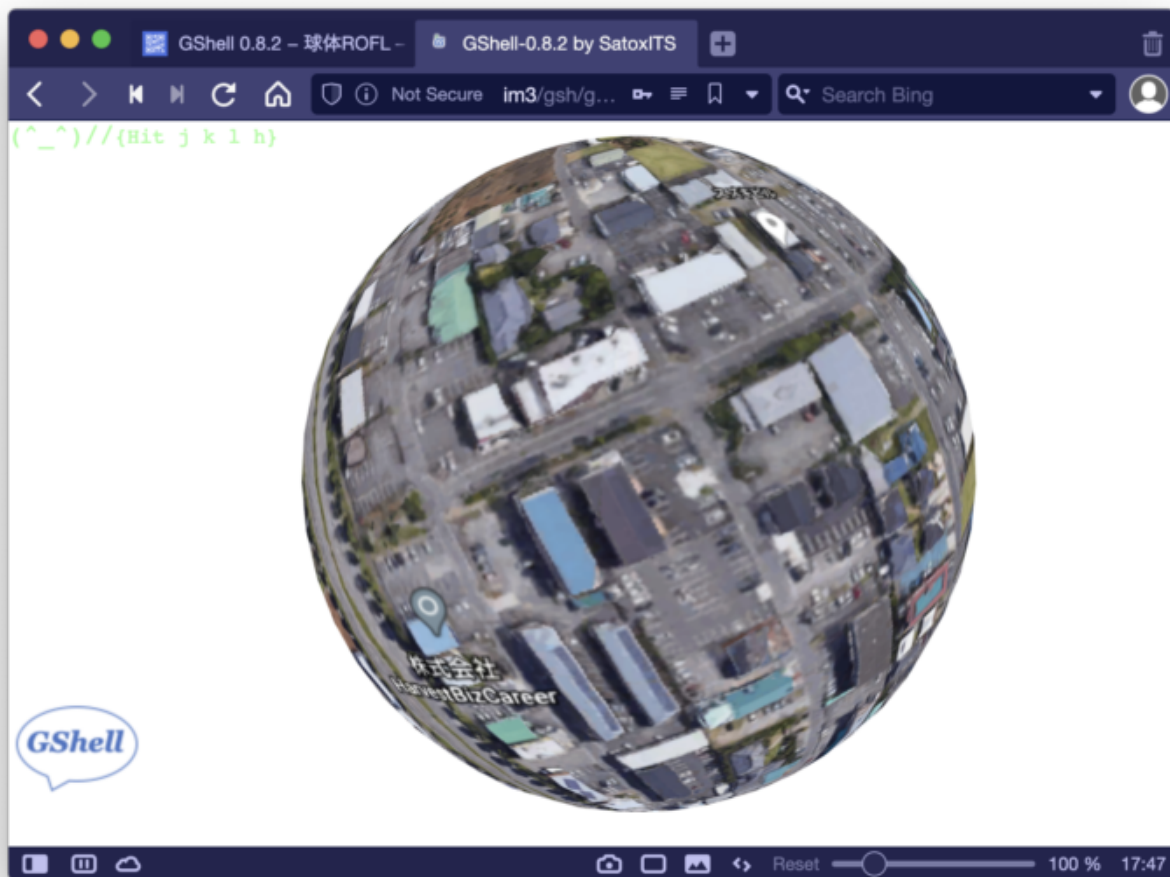 GShell 0.8.2 – 球体ROFL –
GShell-0.8.2 by SatoxITS
Not Secure im3/gsh/g...
Search Bing
(^_^)//{Hit j k l h}
株式会社
HarvestBizCareer
GShell
Reset
100 %
17:47